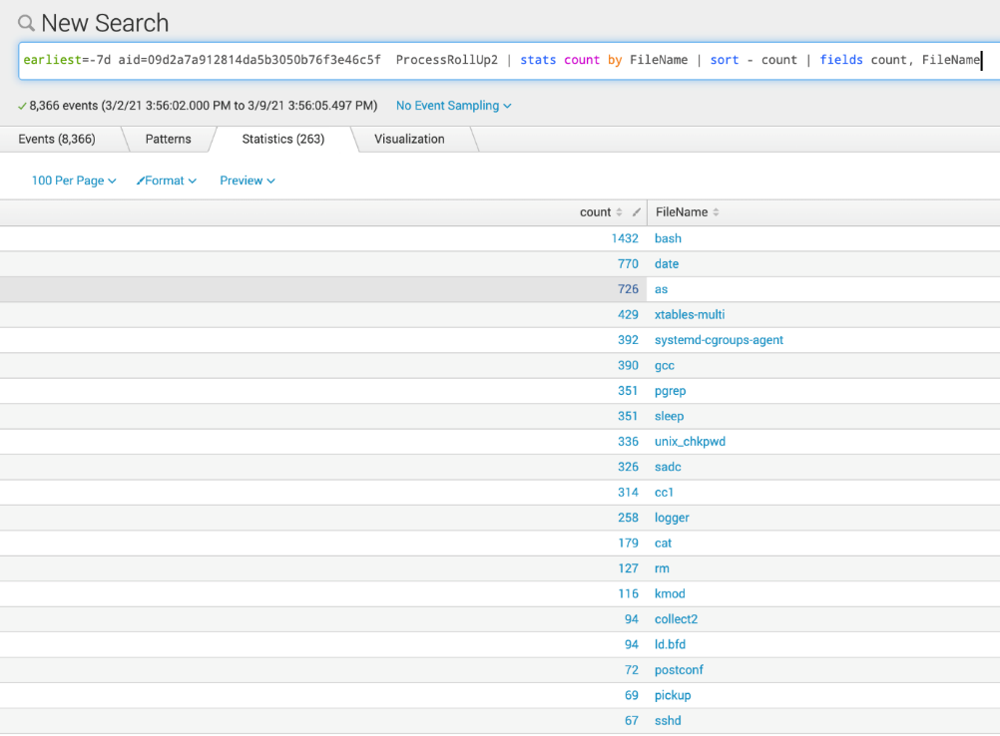 New Search
earliest=-7d aid=09d2a7a912814da5b3050b76f3e46c5f ProcessRollUp2 | stats count by FileName | sort - count | fields count, FileName
8,366 events (3/2/21 3:56:02.000 PM to 3/9/21 3:56:05.497 PM) No Event Sampling
Events (8,366) Patterns Statistics (263) Visualization
100 Per Page Format Preview
count FileName
1432 bash
770 date
726 as
429 xtables-multi
392 systemd-cgroups-agent
390 gcc
351 pgrep
351 sleep
336 unix_chkpwd
326 sadc
314 cc1
258 logger
179 cat
127 rm
116 kmod
94 collect2
94 ld.bfd
72 postconf
69 pickup
67 sshd